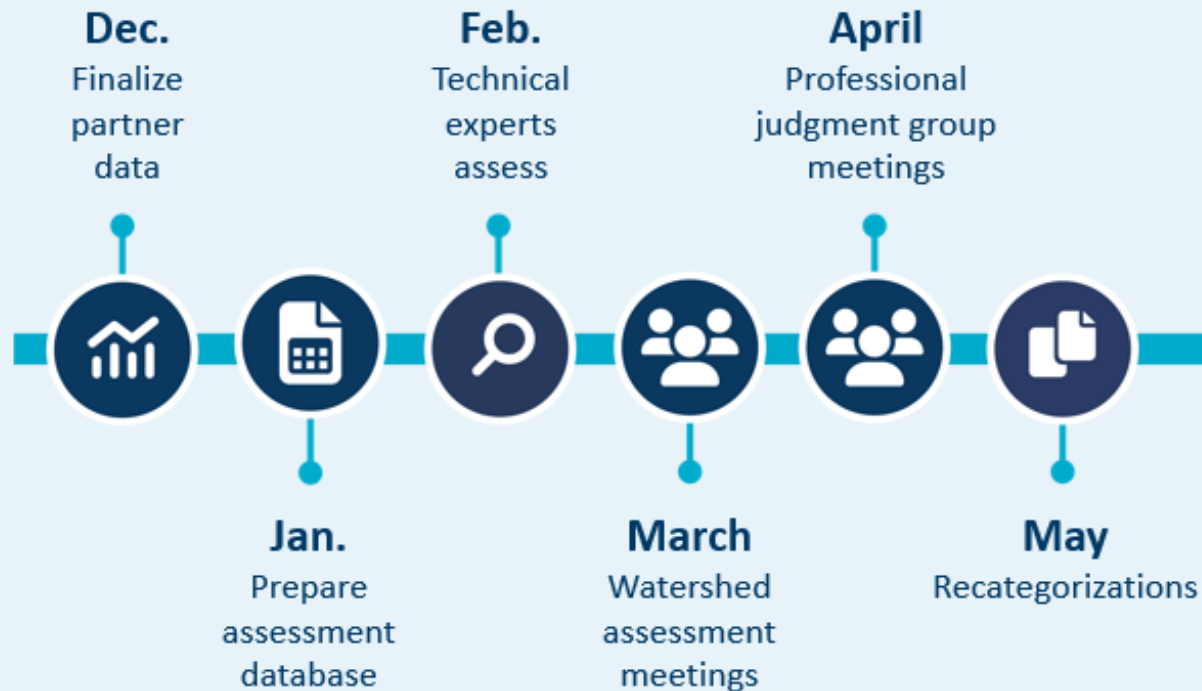 Dec.
Finalize
partner
data
Jan.
Prepare
assessment
database
Feb.
Technical
experts
assess
March
Watershed
assessment
meetings
April
Professional
judgment group
meetings
May
Recategorizations